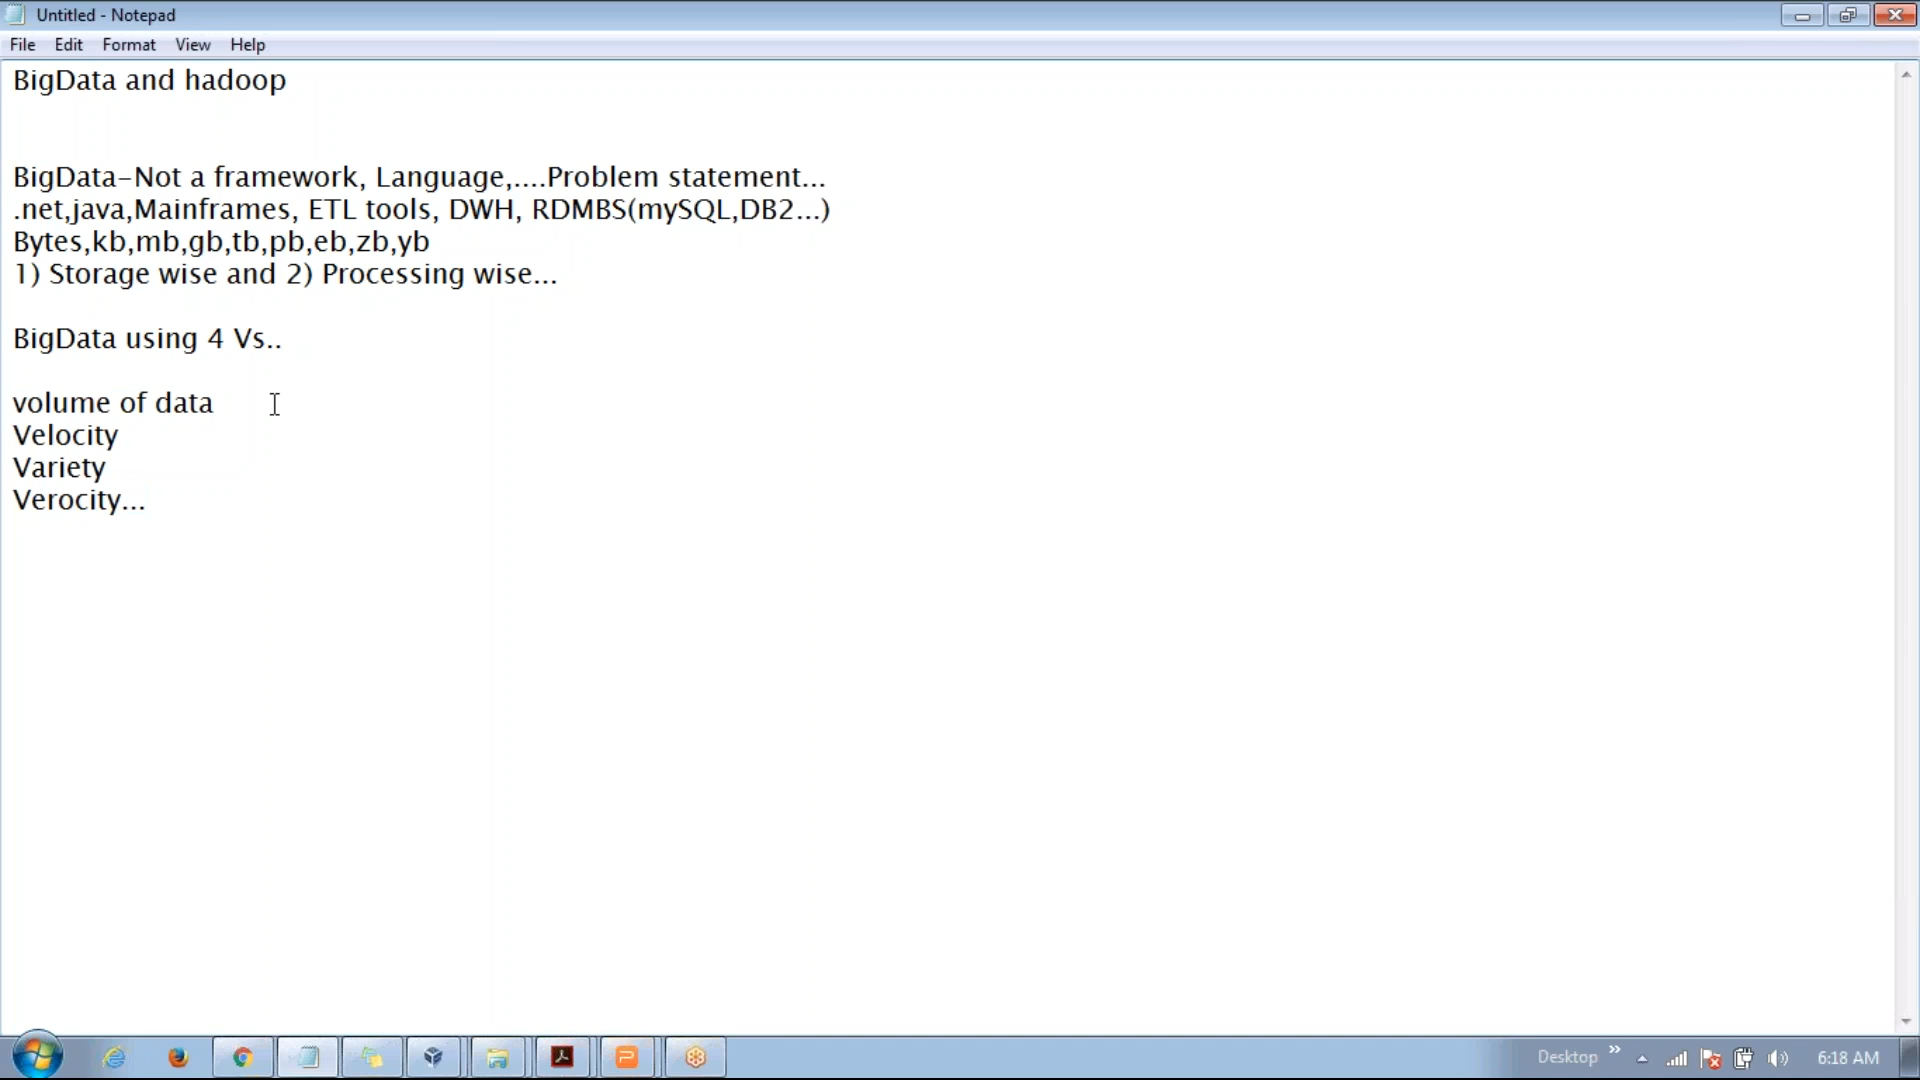 Untitled - Notepad
File Edit Format View Help
BigData and hadoop
BigData-Not a framework, Language,....Problem statement...
.net,java,Mainframes, ETL tools, DWH, RDMBS(mySQL,DB2...)
Bytes,kb,mb,gb,tb,pb,eb,zb,yb
1) Storage wise and 2) Processing wise...
BigData using 4 Vs..
volume of data
Velocity
Variety
Verocity...
Desktop » 6:18 AM